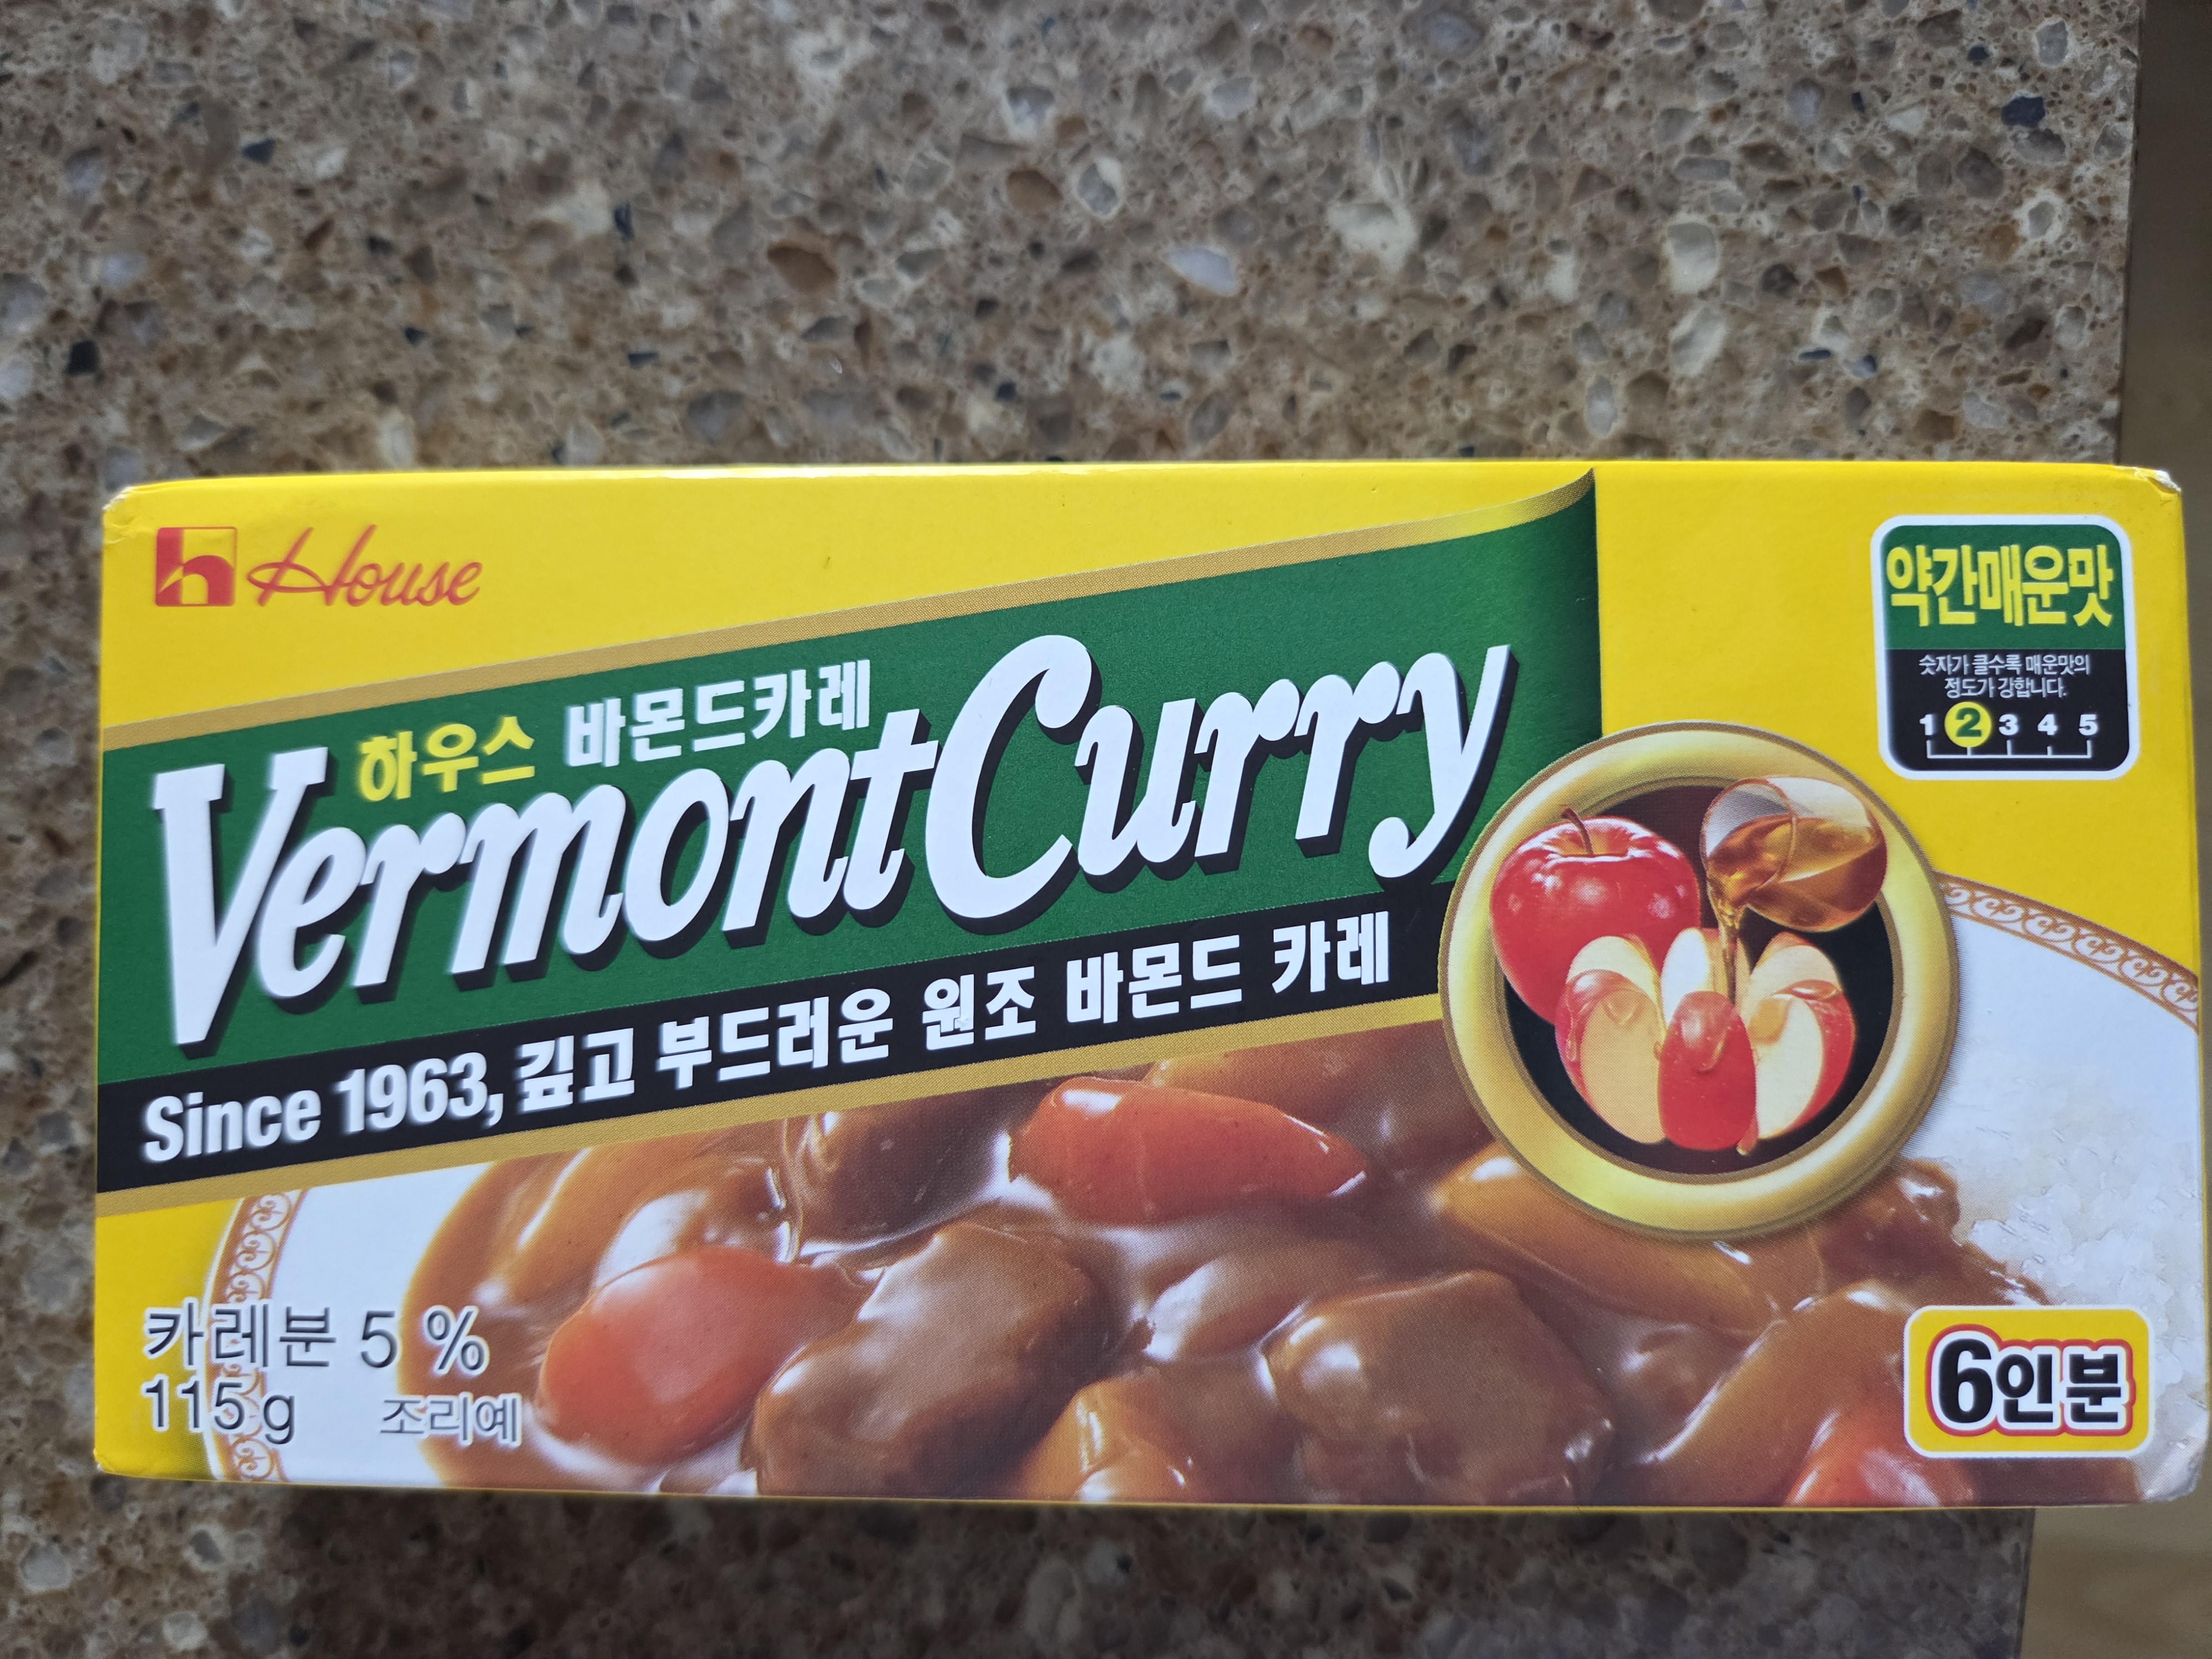 House
약간매운맛
숫자가 클수록 매운맛의
정도가 강합니다.
1 2 3 4 5
하우스 바몬드카레
Vermont Curry
Since 1963, 깊고 부드러운 원조 바몬드 카레
카레분 5 %
115 g 조리예
6인분